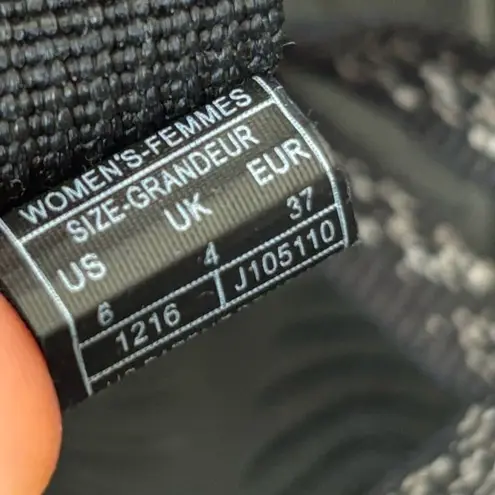 WOMEN'S-FEMMES
SIZE-GRANDEUR
US UK EUR
6 4 37
1216 J105110